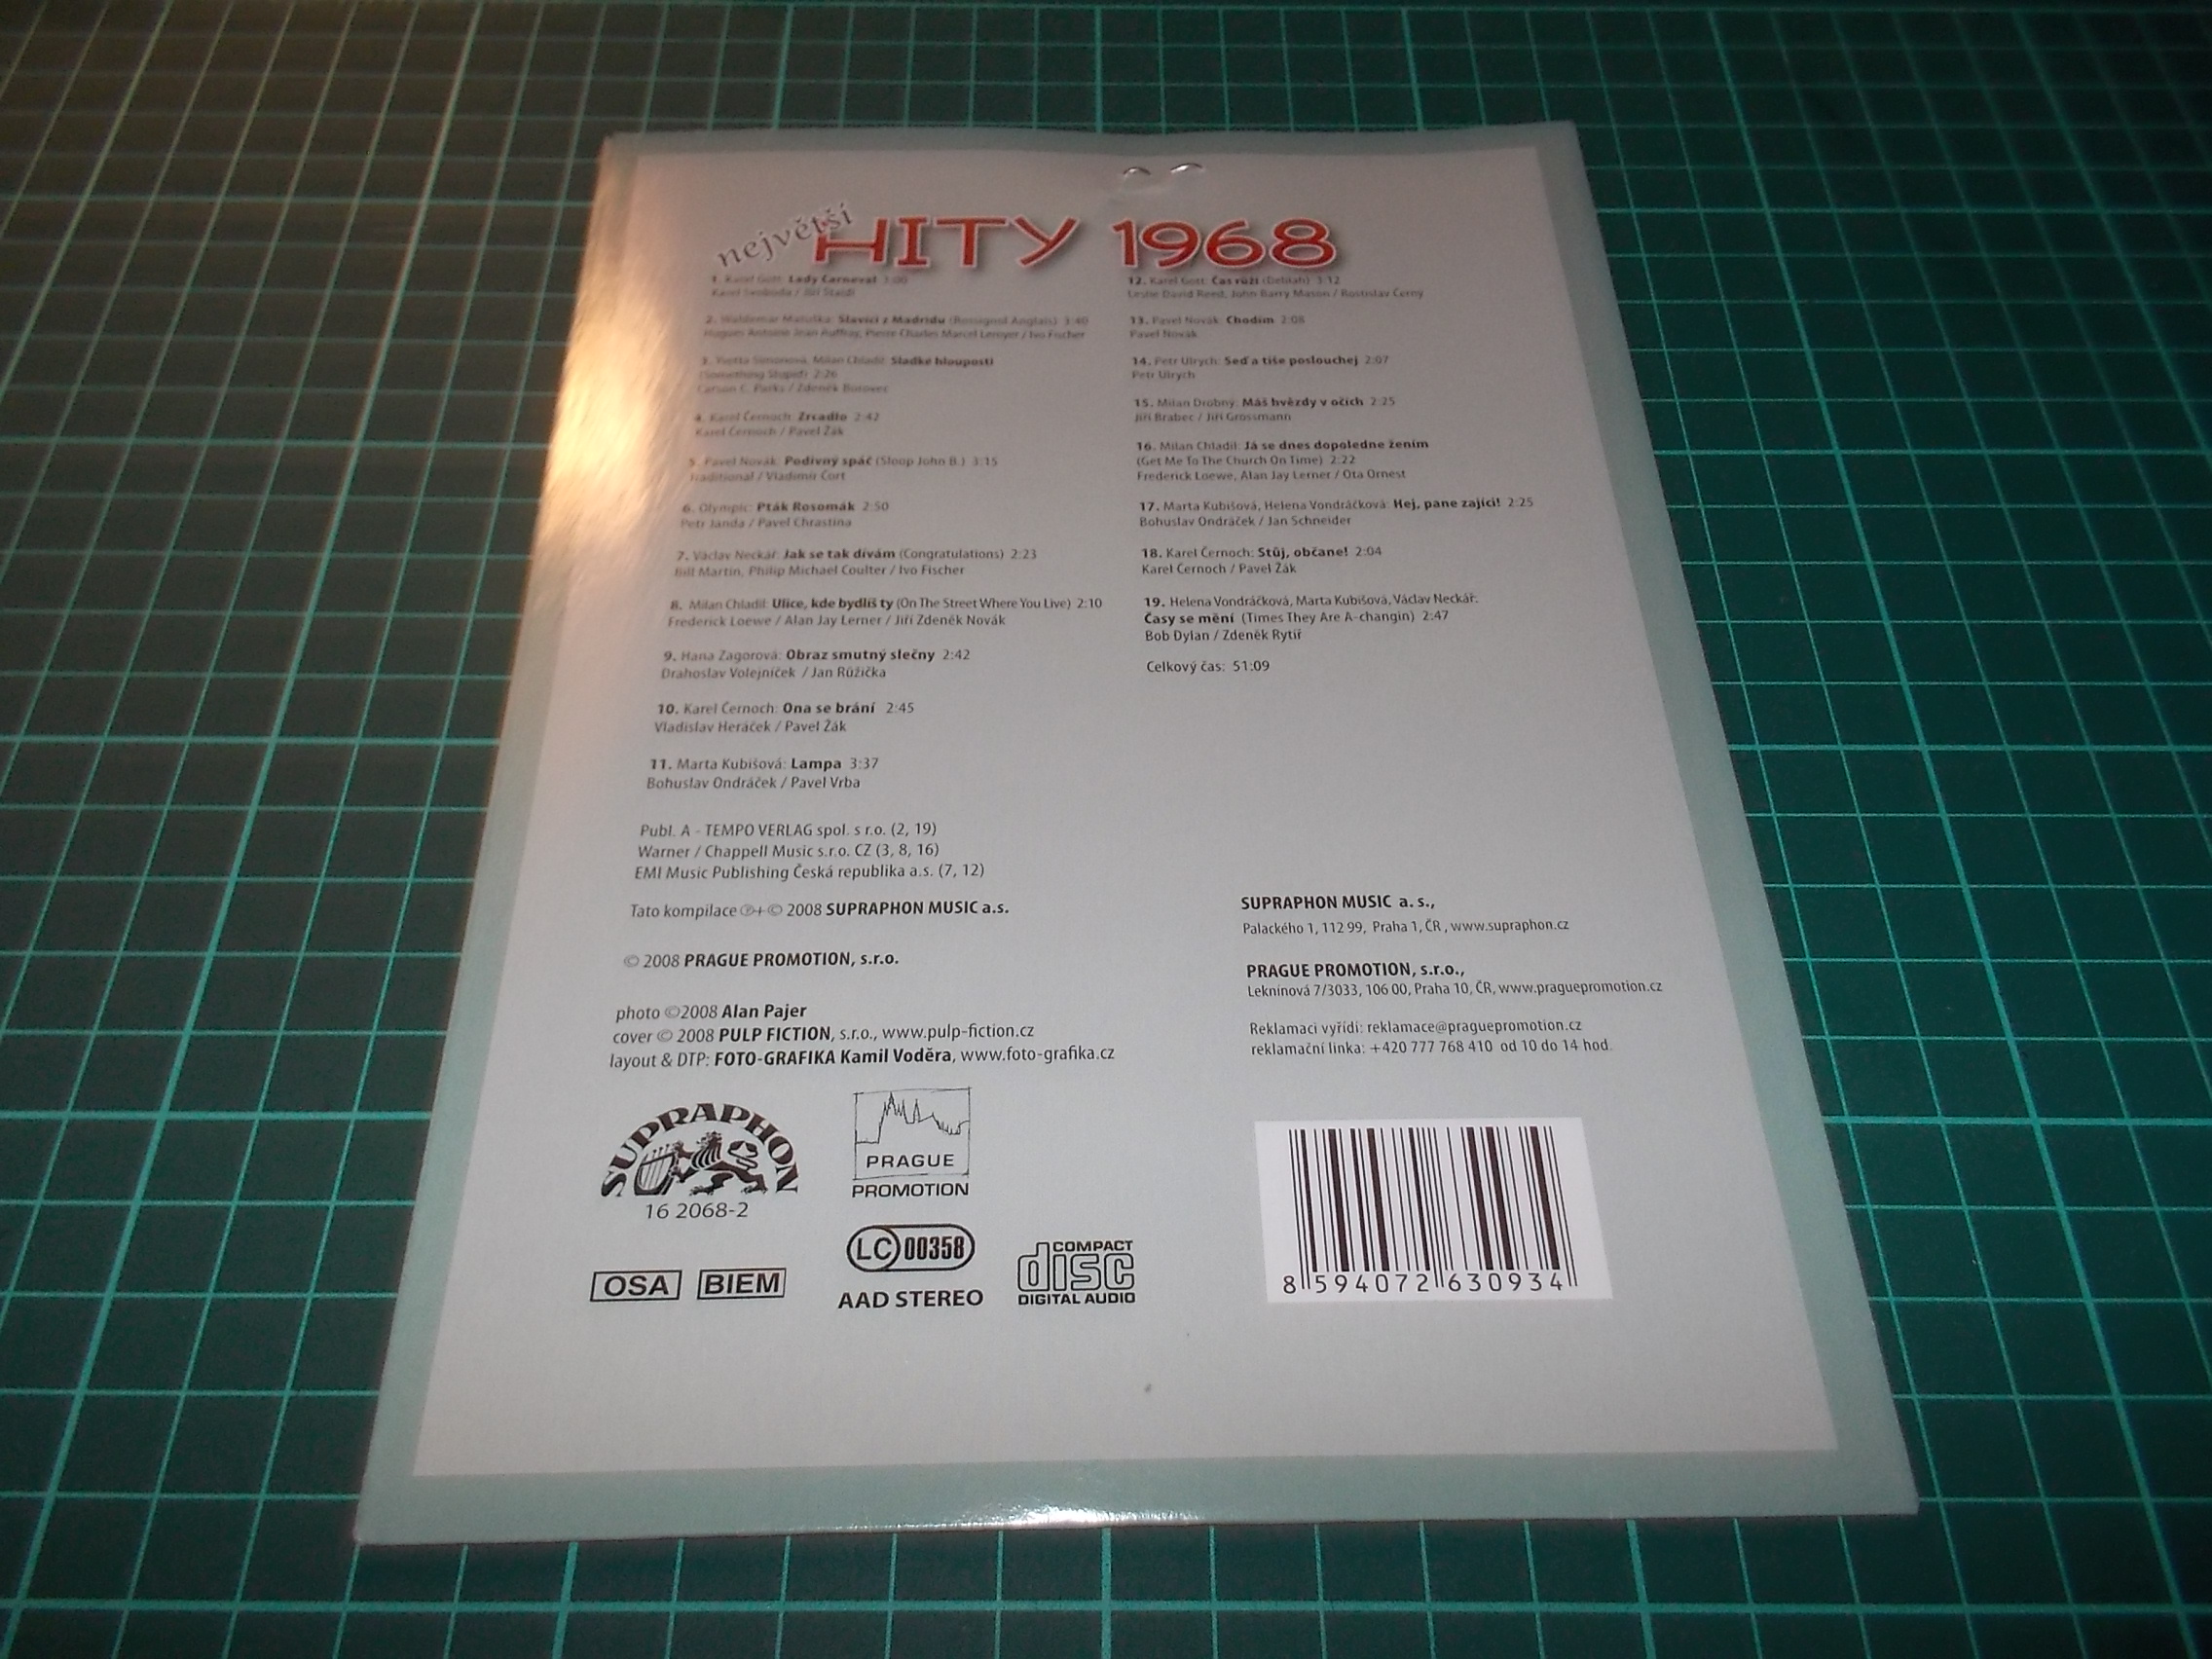 největší
HITY 1968
1. Karel Gott: Lady Carneval 3:00
Karel Svoboda / Jiří Štaidl
2. Waldemar Matuška: Slavíci z Madridu (Rossignol Anglais) 3:40
Hugues Antoine Jean Auffray, Pierre Charles Marcel Leroyer / Ivo Fischer
3. Yvetta Simonová, Milan Chladil: Sladké hlouposti
(Something Stupid) 2:26
Carson C. Parks / Zdeněk Borovec
4. Karel Černoch: Zrcadlo 2:42
Karel Černoch / Pavel Žák
5. Pavel Novák: Podivný spáč (Sloop John B.) 3:15
Traditional / Vladimír Čort
6. Olympic: Pták Rosomák 2:50
Petr Janda / Pavel Chrastina
7. Václav Neckář: Jak se tak dívám (Congratulations) 2:23
Bill Martin, Philip Michael Coulter / Ivo Fischer
8. Milan Chladil: Ulice, kde bydlíš ty (On The Street Where You Live) 2:10
Frederick Loewe / Alan Jay Lerner / Jiří Zdeněk Novák
9. Hana Zagorová: Obraz smutný slečny 2:42
Drahoslav Volejníček / Jan Růžička
10. Karel Černoch: Ona se brání 2:45
Vladislav Heráček / Pavel Žák
11. Marta Kubišová: Lampa 3:37
Bohuslav Ondráček / Pavel Vrba
12. Karel Gott: Čas růží (Delilah) 3:12
Leslie David Reed, John Barry Mason / Rostislav Černý
13. Pavel Novák: Chodím 2:08
Pavel Novák
14. Petr Ulrych: Seď a tiše poslouchej 2:07
Petr Ulrych
15. Milan Drobný: Máš hvězdy v očích 2:25
Jiří Brabec / Jiří Grossmann
16. Milan Chladil: Já se dnes dopoledne žením
(Get Me To The Church On Time) 2:22
Frederick Loewe, Alan Jay Lerner / Ota Ornest
17. Marta Kubišová, Helena Vondráčková: Hej, pane zajíci! 2:25
Bohuslav Ondráček / Jan Schneider
18. Karel Černoch: Stůj, občane! 2:04
Karel Černoch / Pavel Žák
19. Helena Vondráčková, Marta Kubišová, Václav Neckář:
Časy se mění (Times They Are A-changin) 2:47
Bob Dylan / Zdeněk Rytíř
Celkový čas: 51:09
Publ. A - TEMPO VERLAG spol. s r.o. (2, 19)
Warner / Chappell Music s.r.o. CZ (3, 8, 16)
EMI Music Publishing Česká republika a.s. (7, 12)
Tato kompilace ℗+© 2008 SUPRAPHON MUSIC a.s.
© 2008 PRAGUE PROMOTION, s.r.o.
photo ©2008 Alan Pajer
cover © 2008 PULP FICTION, s.r.o., www.pulp-fiction.cz
layout & DTP: FOTO-GRAFIKA Kamil Voděra, www.foto-grafika.cz
SUPRAPHON MUSIC a. s.,
Palackého 1, 112 99, Praha 1, ČR , www.supraphon.cz
PRAGUE PROMOTION, s.r.o.,
Lekninová 7/3033, 106 00, Praha 10, ČR, www.praguepromotion.cz
Reklamaci vyřídí: reklamace@praguepromotion.cz
reklamační linka: +420 777 768 410 od 10 do 14 hod.
SUPRAPHON
16 2068-2
PRAGUE
PROMOTION
OSA BIEM
LC 00358
AAD STEREO
COMPACT
disc
DIGITAL AUDIO
8 594072 630934